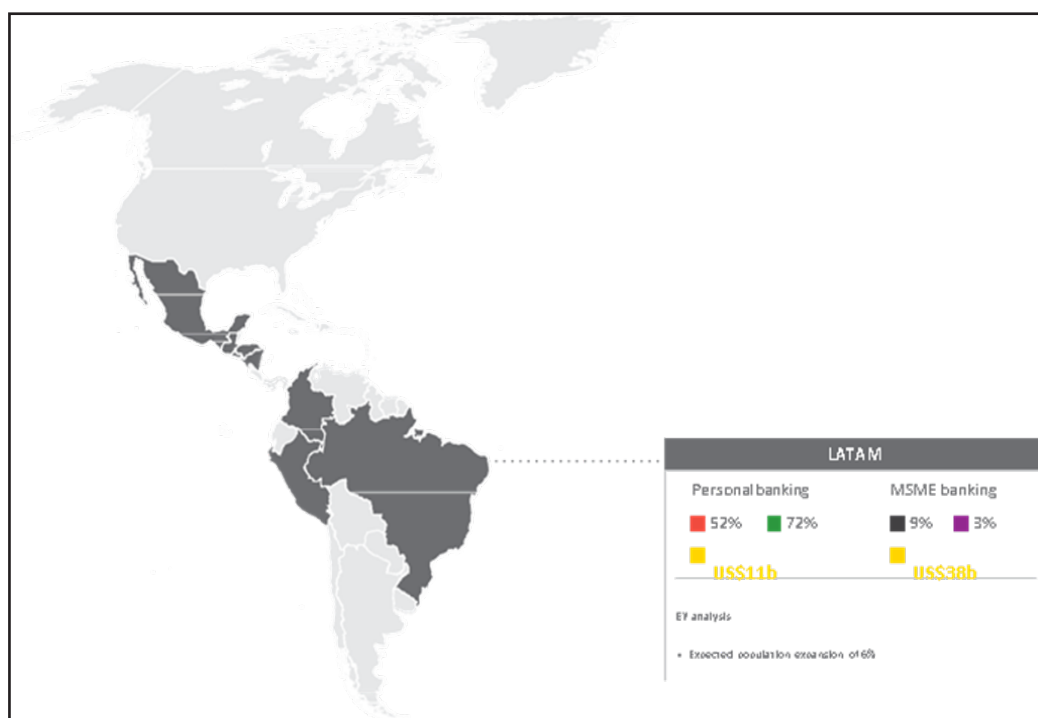 LATAM
Personal banking MSME banking
52% 72% 9% 3%
US$11b US$38b
EY analysis
• Expected population expansion of 6%